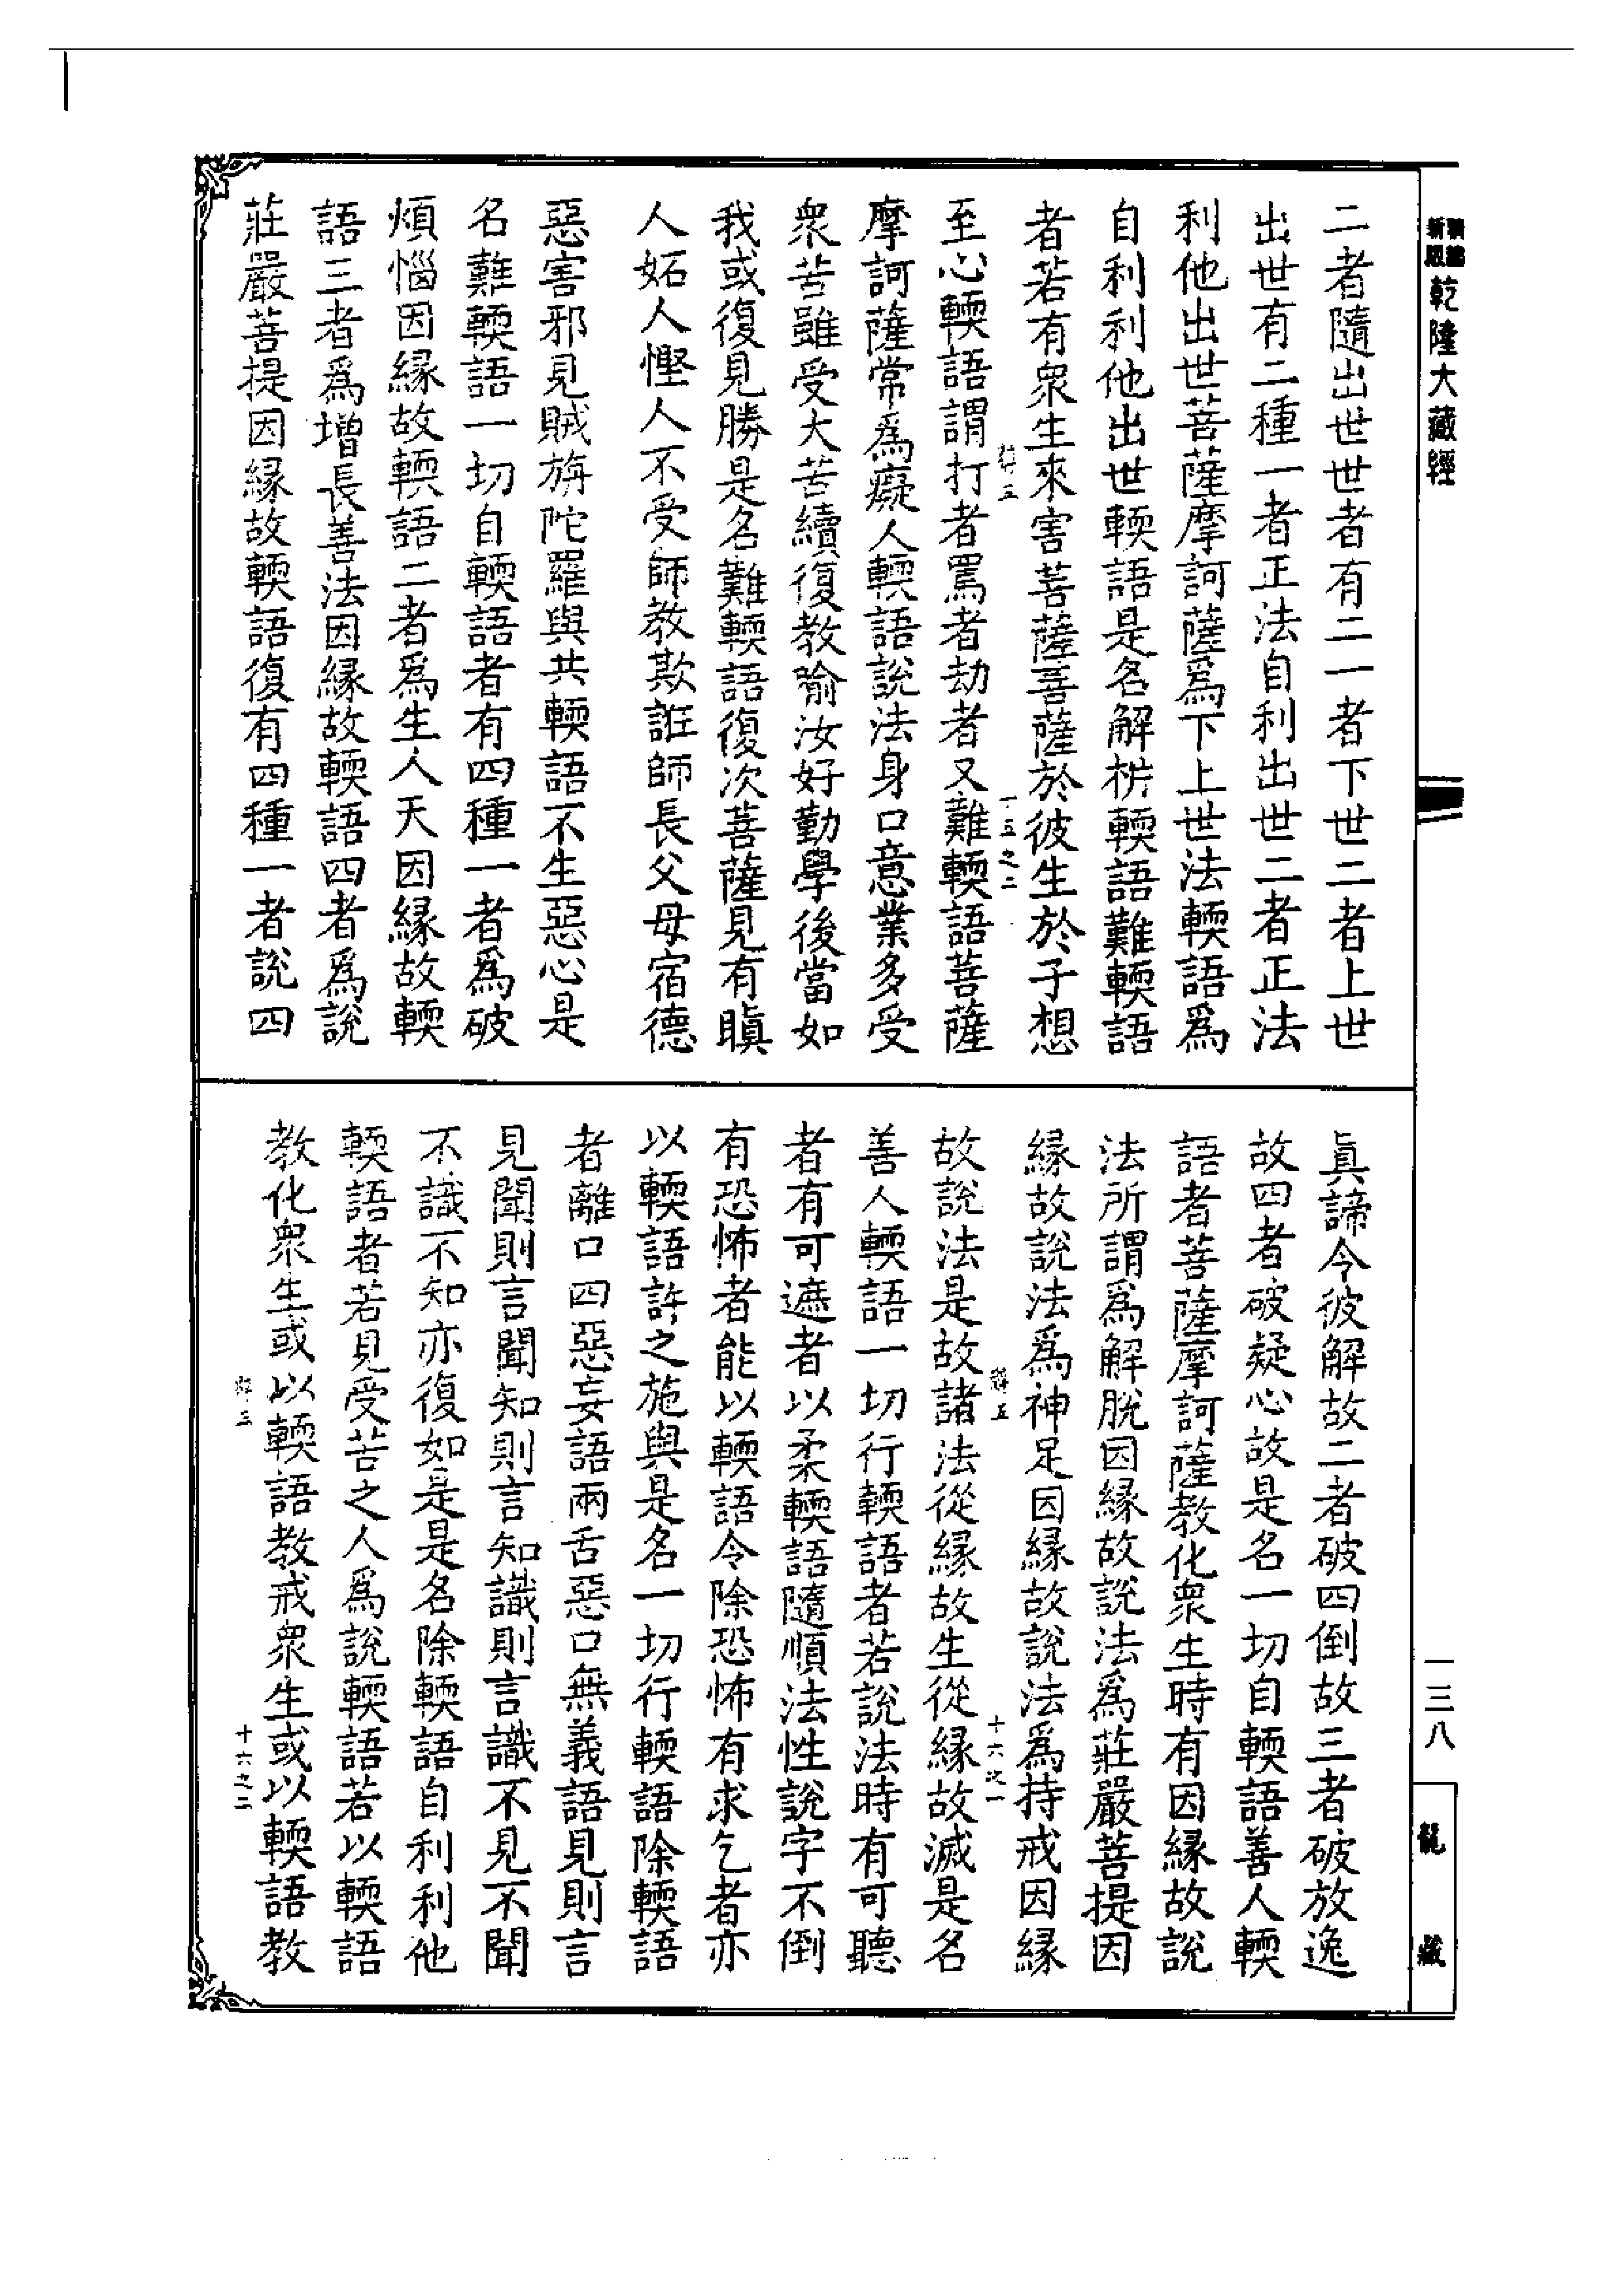 乾隆大藏經
二者隨出世世者有二一者下世二者上世
出世有二種一者正法自利出世二者正法
利他出世菩薩摩訶薩爲下上世法輭語爲
自利利他出世輭語是名解栟輭語難輭語
者若有衆生來害菩薩菩薩於彼生於子想
至心輭語謂打者罵者劫者又難輭語菩薩
摩訶薩常爲癡人輭語說法身口意業多受
衆苦雖受大苦續復教喻汝好勤學後當如
我或復見勝是名難輭語復次菩薩見有瞋
人妬人慳人不受師教欺誑師長父母宿德
惡害邪見賊旃陀羅與共輭語不生惡心是
名難輭語一切自輭語者有四種一者爲破
煩惱因緣故輭語二者爲生人天因緣故輭
語三者爲增長善法因緣故輭語四者爲說
莊嚴菩提因緣故輭語復有四種一者說四
眞諦令彼解故二者破四倒故三者破放逸
故四者破疑心故是名一切自輭語善人輭
語者菩薩摩訶薩教化衆生時有因緣故說
法所謂爲解脫因緣故說法爲莊嚴菩提因
緣故說法爲神足因緣故說法爲持戒因緣
故說法是故諸法從緣故生從緣故滅是名
善人輭語一切行輭語者若說法時有可聽
者有可遮者以柔輭語隨順法性說字不倒
有恐怖者能以輭語令除恐怖有求乞者亦
以輭語許之施與是名一切行輭語除輭語
者離口四惡妄語兩舌惡口無義語見則言
見聞則言聞知則言知識則言識不見不聞
不識不知亦復如是是名除輭語自利利他
輭語者若見受苦之人爲說輭語若以輭語
教化衆生或以輭語教戒衆生或以輭語教
十五之二
十六之一
十六之二
一三八
龍藏